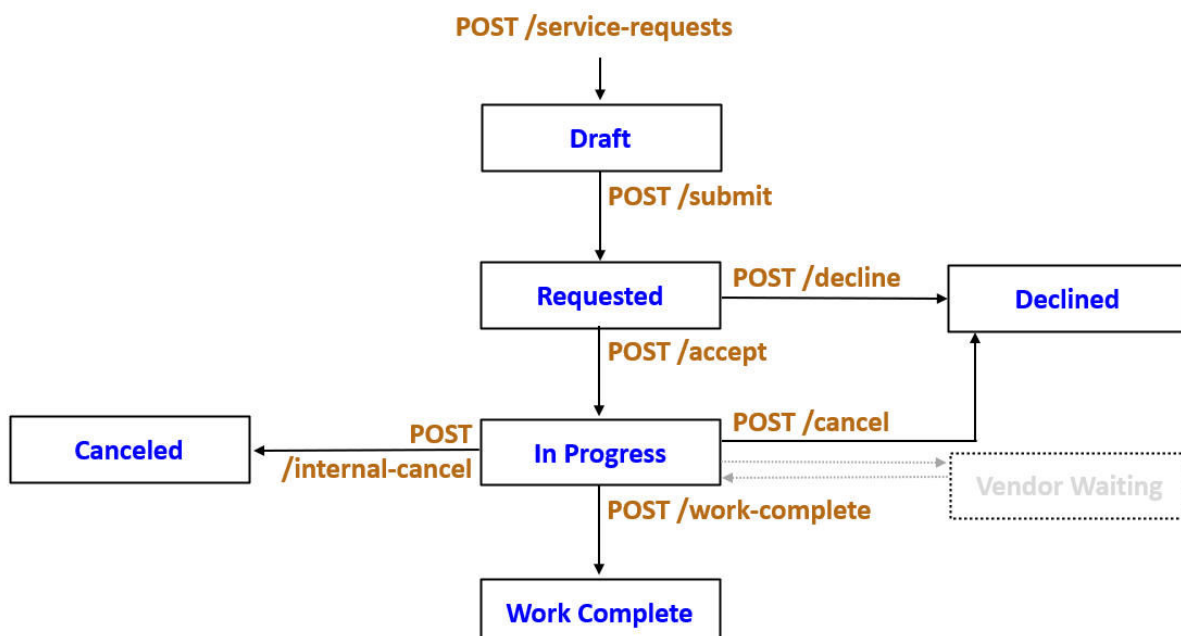 POST /service-requests
Draft
POST /submit
Requested
POST /decline
Declined
POST /accept
Canceled
POST
/internal-cancel
In Progress
POST /cancel
Vendor Waiting
POST /work-complete
Work Complete